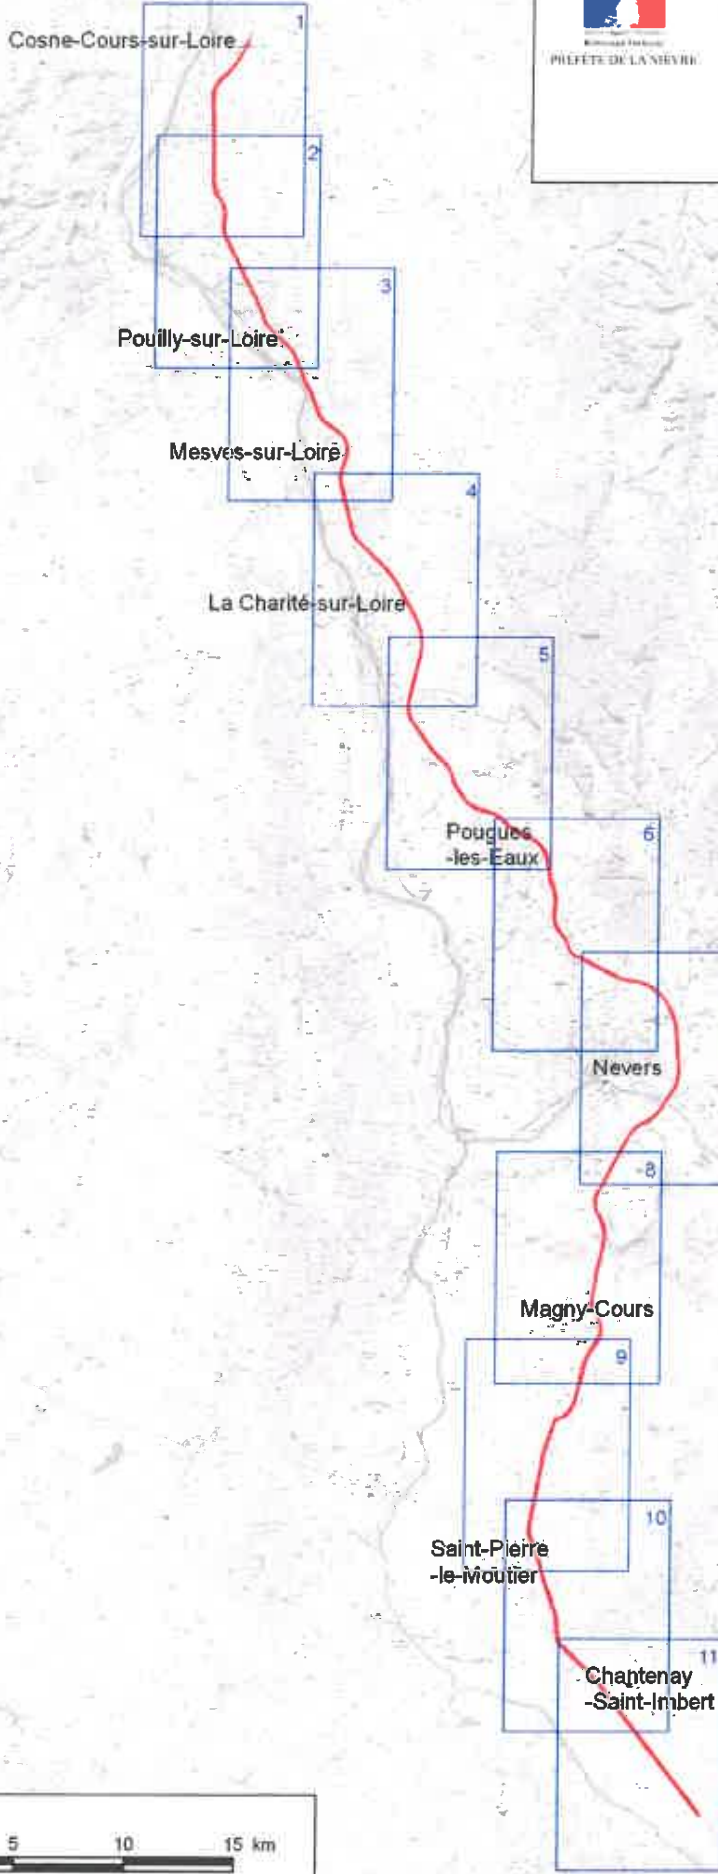 1
Cosne-Cours-sur-Loire
PRÉFÈTE DE LA NIÈVRE
2
3
Pouilly-sur-Loire
Mesves-sur-Loire
4
La Charité-sur-Loire
5
Pougues
-les-Eaux
6
Nevers
8
Magny-Cours
9
10
Saint-Pierre
-le-Moutier
11
Chantenay
-Saint-Imbert
5 10 15 km